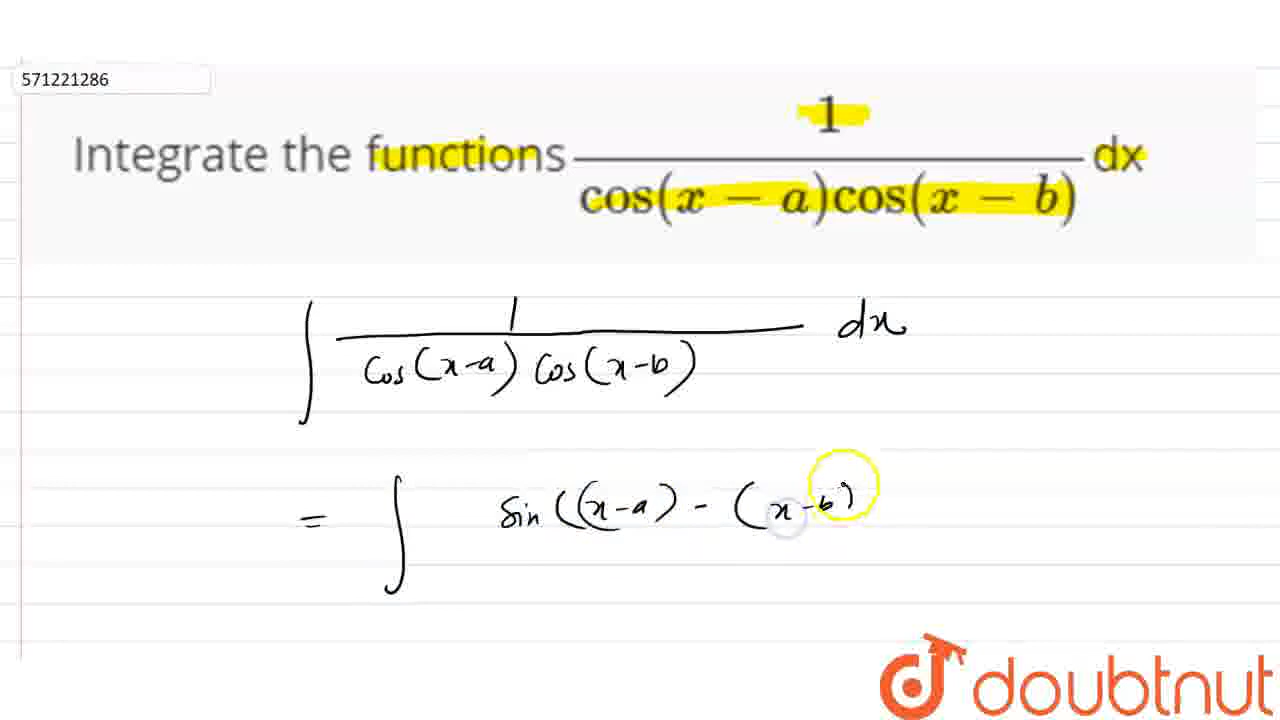 571221286
Integrate the functions 1/(cos(x − a)cos(x − b)) dx
∫ 1/(cos(x-a) cos(x-b)) dx
= ∫ sin((x-a) - (x-b)
doubtnut